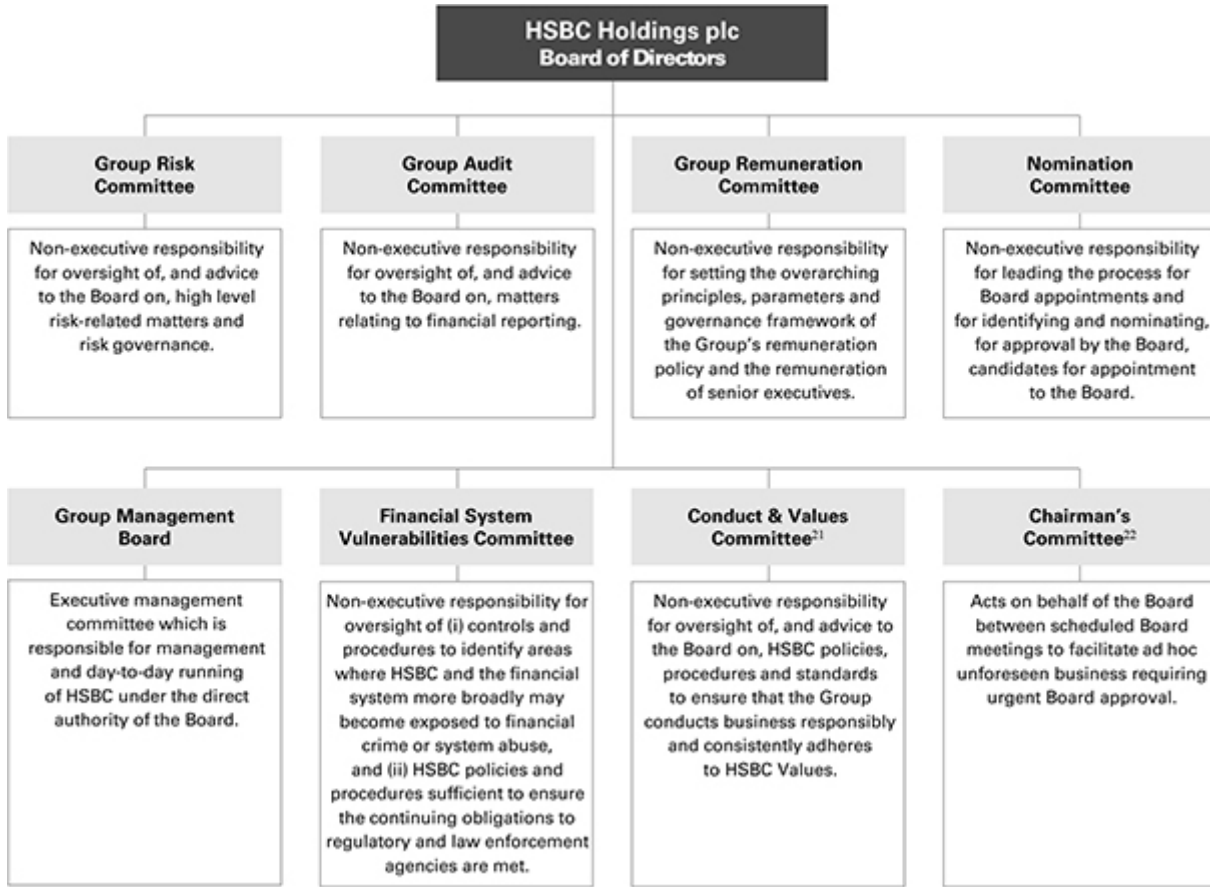 HSBC Holdings plc
Board of Directors
Group Risk
Committee
Non-executive responsibility
for oversight of, and advice
to the Board on, high level
risk-related matters and
risk governance.
Group Audit
Committee
Non-executive responsibility
for oversight of, and advice
to the Board on, matters
relating to financial reporting.
Group Remuneration
Committee
Non-executive responsibility
for setting the overarching
principles, parameters and
governance framework of
the Group's remuneration
policy and the remuneration
of senior executives.
Nomination
Committee
Non-executive responsibility
for leading the process for
Board appointments and
for identifying and nominating,
for approval by the Board,
candidates for appointment
to the Board.
Group Management
Board
Executive management
committee which is
responsible for management
and day-to-day running
of HSBC under the direct
authority of the Board.
Financial System
Vulnerabilities Committee
Non-executive responsibility for
oversight of (i) controls and
procedures to identify areas
where HSBC and the financial
system more broadly may
become exposed to financial
crime or system abuse,
and (ii) HSBC policies and
procedures sufficient to ensure
the continuing obligations to
regulatory and law enforcement
agencies are met.
Conduct & Values
Committee21
Non-executive responsibility
for oversight of, and advice to
the Board on, HSBC policies,
procedures and standards
to ensure that the Group
conducts business responsibly
and consistently adheres
to HSBC Values.
Chairman's
Committee22
Acts on behalf of the Board
between scheduled Board
meetings to facilitate ad hoc
unforeseen business requiring
urgent Board approval.